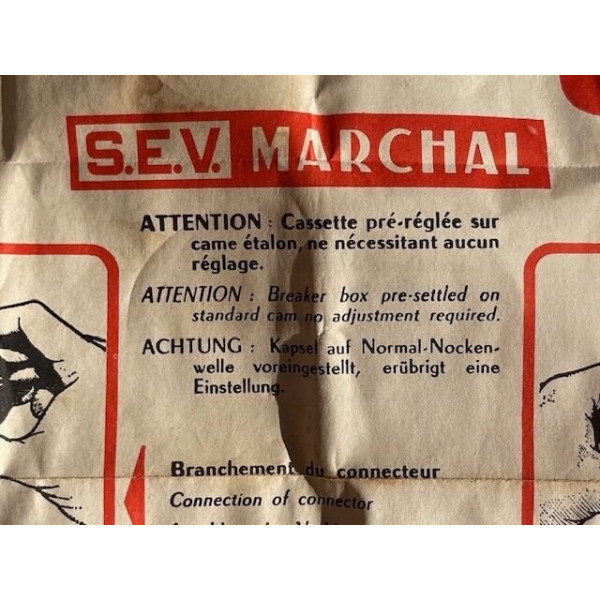 S.E.V. MARCHAL
ATTENTION : Cassette pré-réglée sur
came étalon, ne nécessitant aucun
réglage.
ATTENTION : Breaker box pre-settled on
standard cam no adjustment required.
ACHTUNG : Kapsel auf Normal-Nocken-
welle voreingestellt, erübrigt eine
Einstellung.
Branchement du connecteur
Connection of connector